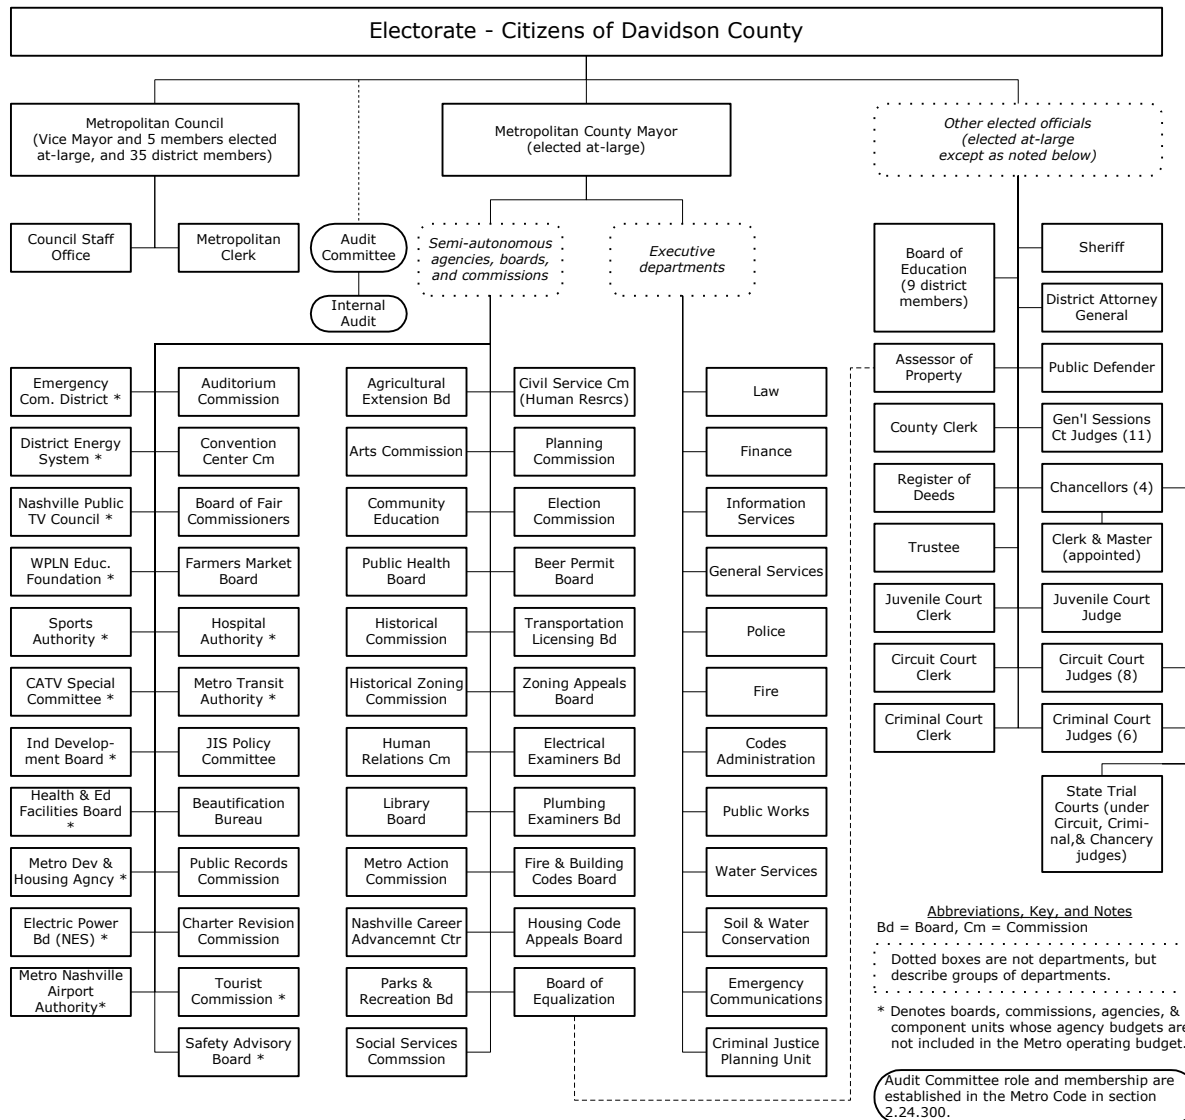 Electorate - Citizens of Davidson County
Metropolitan Council
(Vice Mayor and 5 members elected
at-large, and 35 district members)
Metropolitan County Mayor
(elected at-large)
Other elected officials
(elected at-large
except as noted below)
Council Staff
Office
Metropolitan
Clerk
Audit
Committee
Internal
Audit
Semi-autonomous
agencies, boards,
and commissions
Executive
departments
Board of
Education
(9 district
members)
Sheriff
District Attorney
General
Assessor of
Property
Public Defender
County Clerk
Gen'l Sessions
Ct Judges (11)
Register of
Deeds
Chancellors (4)
Trustee
Clerk & Master
(appointed)
Juvenile Court
Clerk
Juvenile Court
Judge
Circuit Court
Clerk
Circuit Court
Judges (8)
Criminal Court
Clerk
Criminal Court
Judges (6)
State Trial
Courts (under
Circuit, Crimi-
nal,& Chancery
judges)
Emergency
Com. District *
Auditorium
Commission
District Energy
System *
Convention
Center Cm
Nashville Public
TV Council *
Board of Fair
Commissioners
WPLN Educ.
Foundation *
Farmers Market
Board
Sports
Authority *
Hospital
Authority *
CATV Special
Committee *
Metro Transit
Authority *
Ind Develop-
ment Board *
JIS Policy
Committee
Health & Ed
Facilities Board
*
Beautification
Bureau
Metro Dev &
Housing Agncy *
Public Records
Commission
Electric Power
Bd (NES) *
Charter Revision
Commission
Metro Nashville
Airport
Authority*
Tourist
Commission *
Safety Advisory
Board *
Agricultural
Extension Bd
Civil Service Cm
(Human Resrcs)
Arts Commission
Planning
Commission
Community
Education
Election
Commission
Public Health
Board
Beer Permit
Board
Historical
Commission
Transportation
Licensing Bd
Historical Zoning
Commission
Zoning Appeals
Board
Human
Relations Cm
Electrical
Examiners Bd
Library
Board
Plumbing
Examiners Bd
Metro Action
Commission
Fire & Building
Codes Board
Nashville Career
Advancemnt Ctr
Housing Code
Appeals Board
Parks &
Recreation Bd
Board of
Equalization
Social Services
Commssion
Law
Finance
Information
Services
General Services
Police
Fire
Codes
Administration
Public Works
Water Services
Soil & Water
Conservation
Emergency
Communications
Criminal Justice
Planning Unit
Abbreviations, Key, and Notes
Bd = Board, Cm = Commission
Dotted boxes are not departments, but
describe groups of departments.
* Denotes boards, commissions, agencies, &
component units whose agency budgets are
not included in the Metro operating budget.
Audit Committee role and membership are
established in the Metro Code in section
2.24.300.